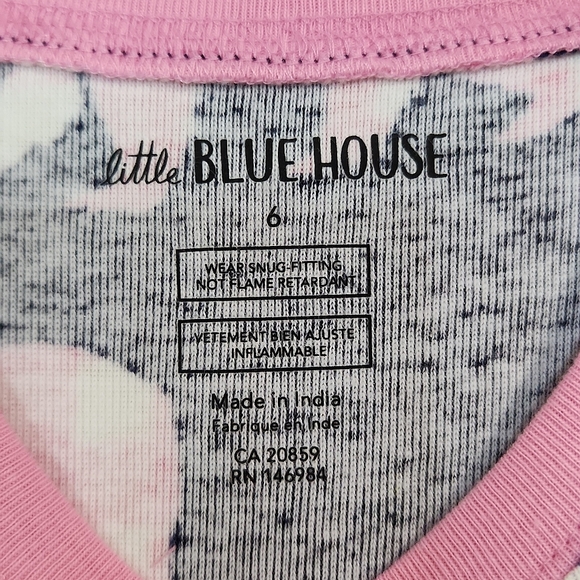 little BLUE HOUSE
6
WEAR SNUG-FITTING
NOT FLAME RETARDANT
VÊTEMENT BIEN AJUSTÉ
INFLAMMABLE
Made in India
Fabriqué en Inde
CA 20859
RN 146984